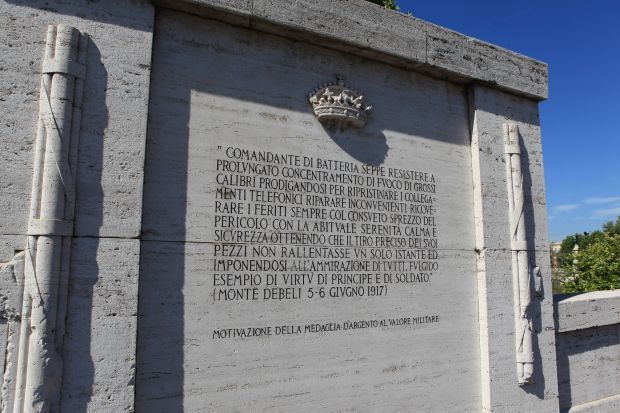 " COMANDANTE DI BATTERIA SEPPE RESISTERE A
PROLVNGATO CONCENTRAMENTO DI FVOCO DI GROSSI
CALIBRI PRODIGANDOSI PER RIPRISTINARE I COLLEGA-
MENTI TELEFONICI RIPARARE INCONVENIENTI RICOVE-
RARE I FERITI SEMPRE COL CONSVETO SPREZZO DEL
PERICOLO CON LA ABITVALE SERENITA CALMA E
SICVREZZA OTTENENDO CHE IL TIRO PRECISO DEI SVOI
PEZZI NON RALLENTASSE VN SOLO ISTANTE ED
IMPONENDOSI ALL'AMMIRAZIONE DI TVTTI, FVLGIDO
ESEMPIO DI VIRTV DI PRINCIPE E DI SOLDATO"
(MONTE DEBELI 5-6 GIVGNO 1917)
MOTIVAZIONE DELLA MEDAGLIA D'ARGENTO AL VALORE MILITARE